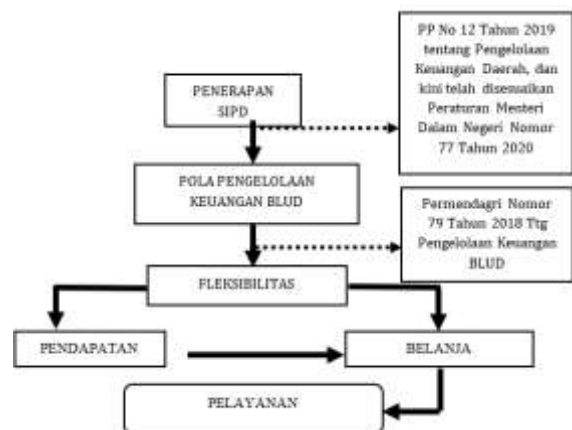 PP No 12 Tahun 2019
tentang Pengelolaan
Keuangan Daerah, dan
kini telah disesuaikan
Peraturan Menteri
Dalam Negeri Nomor
77 Tahun 2020
PENERAPAN
SIPD
POLA PENGELOLAAN
KEUANGAN BLUD
Permendagri Nomor
79 Tahun 2018 Ttg
Pengelolaan Keuangan
BLUD
FLEKSIBILITAS
PENDAPATAN
BELANJA
PELAYANAN